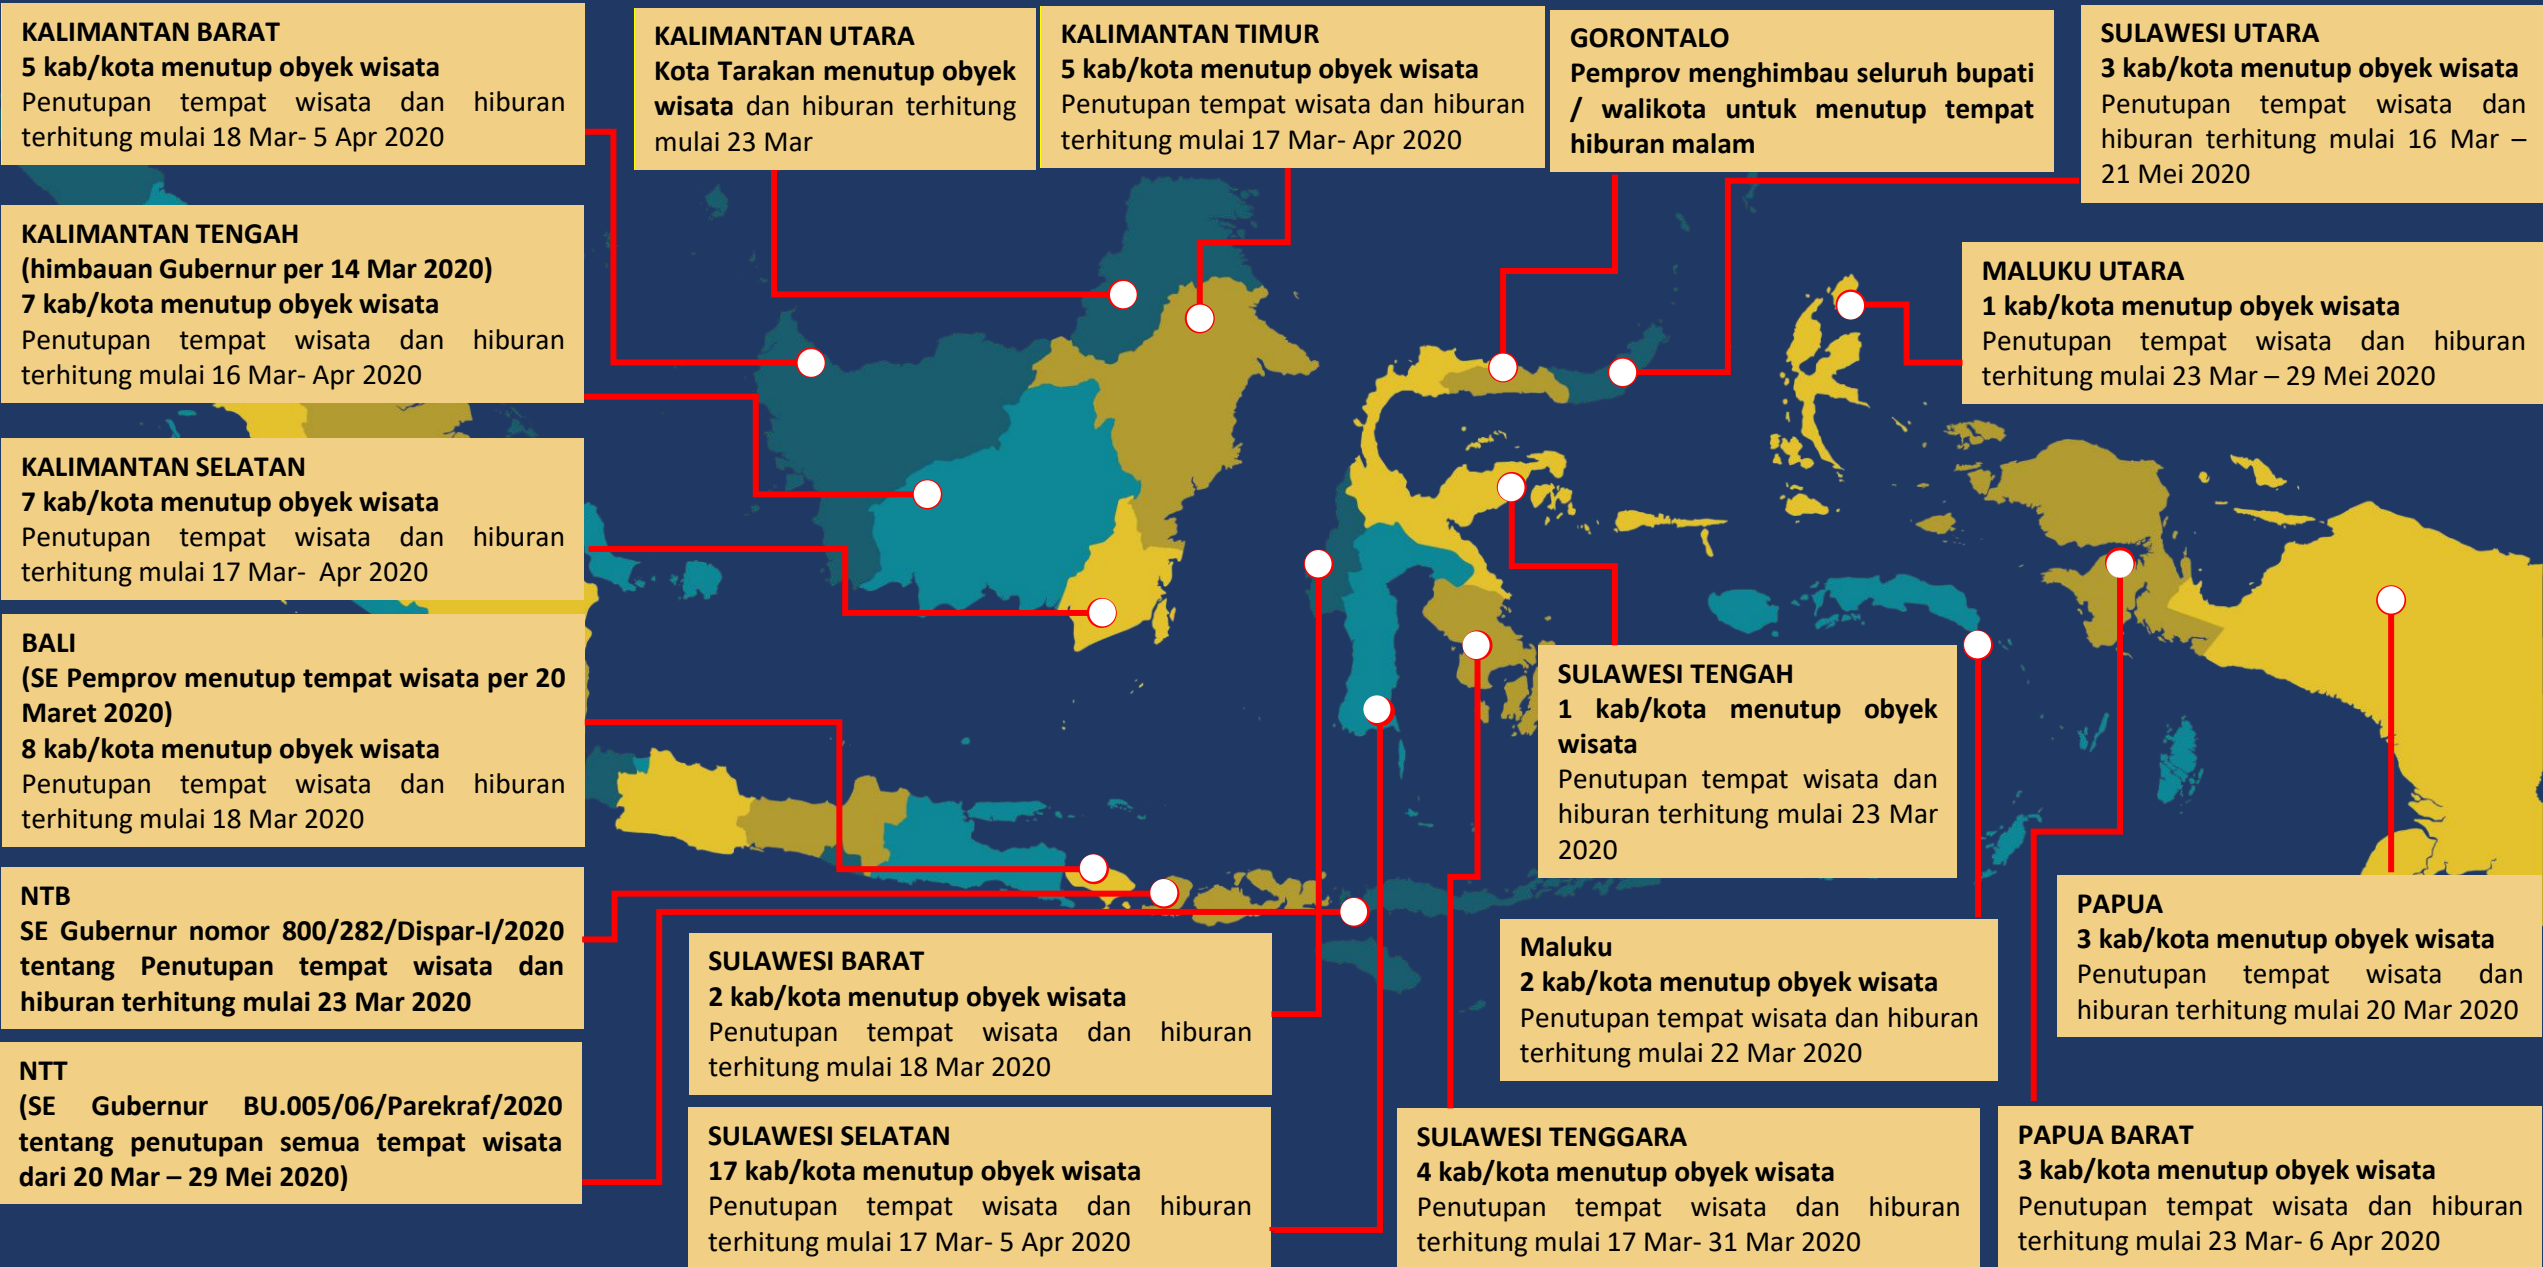 KALIMANTAN BARAT
5 kab/kota menutup obyek wisata
Penutupan tempat wisata dan hiburan
terhitung mulai 18 Mar- 5 Apr 2020
KALIMANTAN UTARA
Kota Tarakan menutup obyek
wisata dan hiburan terhitung
mulai 23 Mar
KALIMANTAN TIMUR
5 kab/kota menutup obyek wisata
Penutupan tempat wisata dan hiburan
terhitung mulai 17 Mar- Apr 2020
GORONTALO
Pemprov menghimbau seluruh bupati
/ walikota untuk menutup tempat
hiburan malam
SULAWESI UTARA
3 kab/kota menutup obyek wisata
Penutupan tempat wisata dan
hiburan terhitung mulai 16 Mar –
21 Mei 2020
KALIMANTAN TENGAH
(himbauan Gubernur per 14 Mar 2020)
7 kab/kota menutup obyek wisata
Penutupan tempat wisata dan hiburan
terhitung mulai 16 Mar- Apr 2020
MALUKU UTARA
1 kab/kota menutup obyek wisata
Penutupan tempat wisata dan hiburan
terhitung mulai 23 Mar – 29 Mei 2020
KALIMANTAN SELATAN
7 kab/kota menutup obyek wisata
Penutupan tempat wisata dan hiburan
terhitung mulai 17 Mar- Apr 2020
BALI
(SE Pemprov menutup tempat wisata per 20
Maret 2020)
8 kab/kota menutup obyek wisata
Penutupan tempat wisata dan hiburan
terhitung mulai 18 Mar 2020
SULAWESI TENGAH
1 kab/kota menutup obyek
wisata
Penutupan tempat wisata dan
hiburan terhitung mulai 23 Mar
2020
NTB
SE Gubernur nomor 800/282/Dispar-I/2020
tentang Penutupan tempat wisata dan
hiburan terhitung mulai 23 Mar 2020
SULAWESI BARAT
2 kab/kota menutup obyek wisata
Penutupan tempat wisata dan hiburan
terhitung mulai 18 Mar 2020
Maluku
2 kab/kota menutup obyek wisata
Penutupan tempat wisata dan hiburan
terhitung mulai 22 Mar 2020
PAPUA
3 kab/kota menutup obyek wisata
Penutupan tempat wisata dan
hiburan terhitung mulai 20 Mar 2020
NTT
(SE Gubernur BU.005/06/Parekraf/2020
tentang penutupan semua tempat wisata
dari 20 Mar – 29 Mei 2020)
SULAWESI SELATAN
17 kab/kota menutup obyek wisata
Penutupan tempat wisata dan hiburan
terhitung mulai 17 Mar- 5 Apr 2020
SULAWESI TENGGARA
4 kab/kota menutup obyek wisata
Penutupan tempat wisata dan hiburan
terhitung mulai 17 Mar- 31 Mar 2020
PAPUA BARAT
3 kab/kota menutup obyek wisata
Penutupan tempat wisata dan hiburan
terhitung mulai 23 Mar- 6 Apr 2020